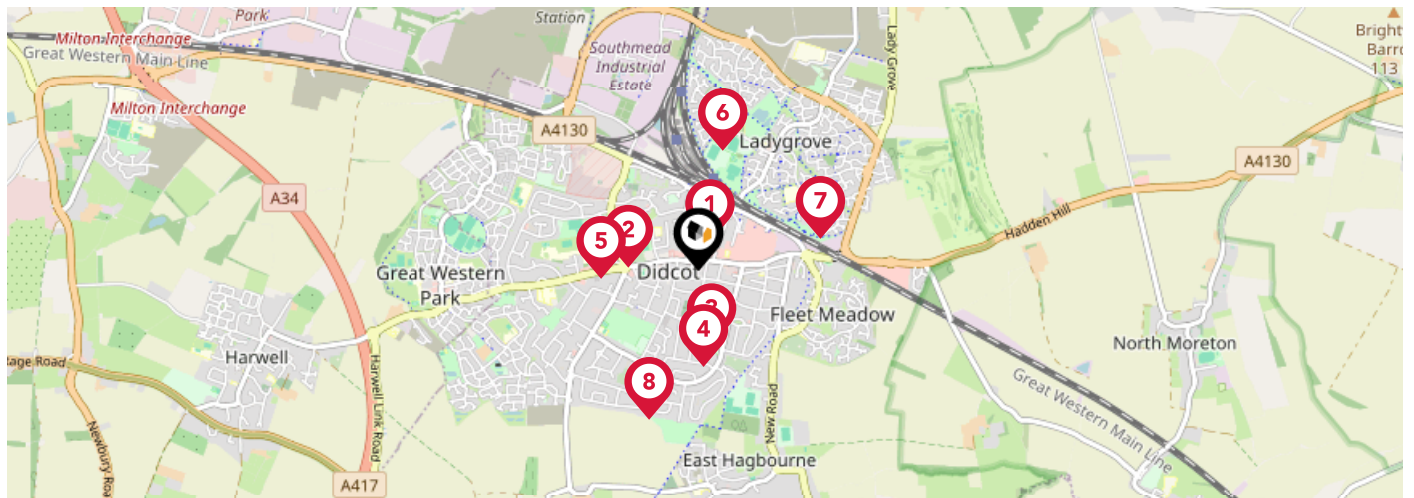 Park
Station
Milton Interchange
Great Western Main Line
Southmead
Industrial
Estate
Lady Grove
Bright
Barro
113
Milton Interchange
A4130
6
Ladygrove
A4130
A34
1
7
Hadden Hill
5
2
Didcot
Great Western
Park
3
4
Fleet Meadow
Harwell
North Moreton
Harwell Link Road
8
New Road
Great Western Main Line
Newbury Roa
East Hagbourne
A417